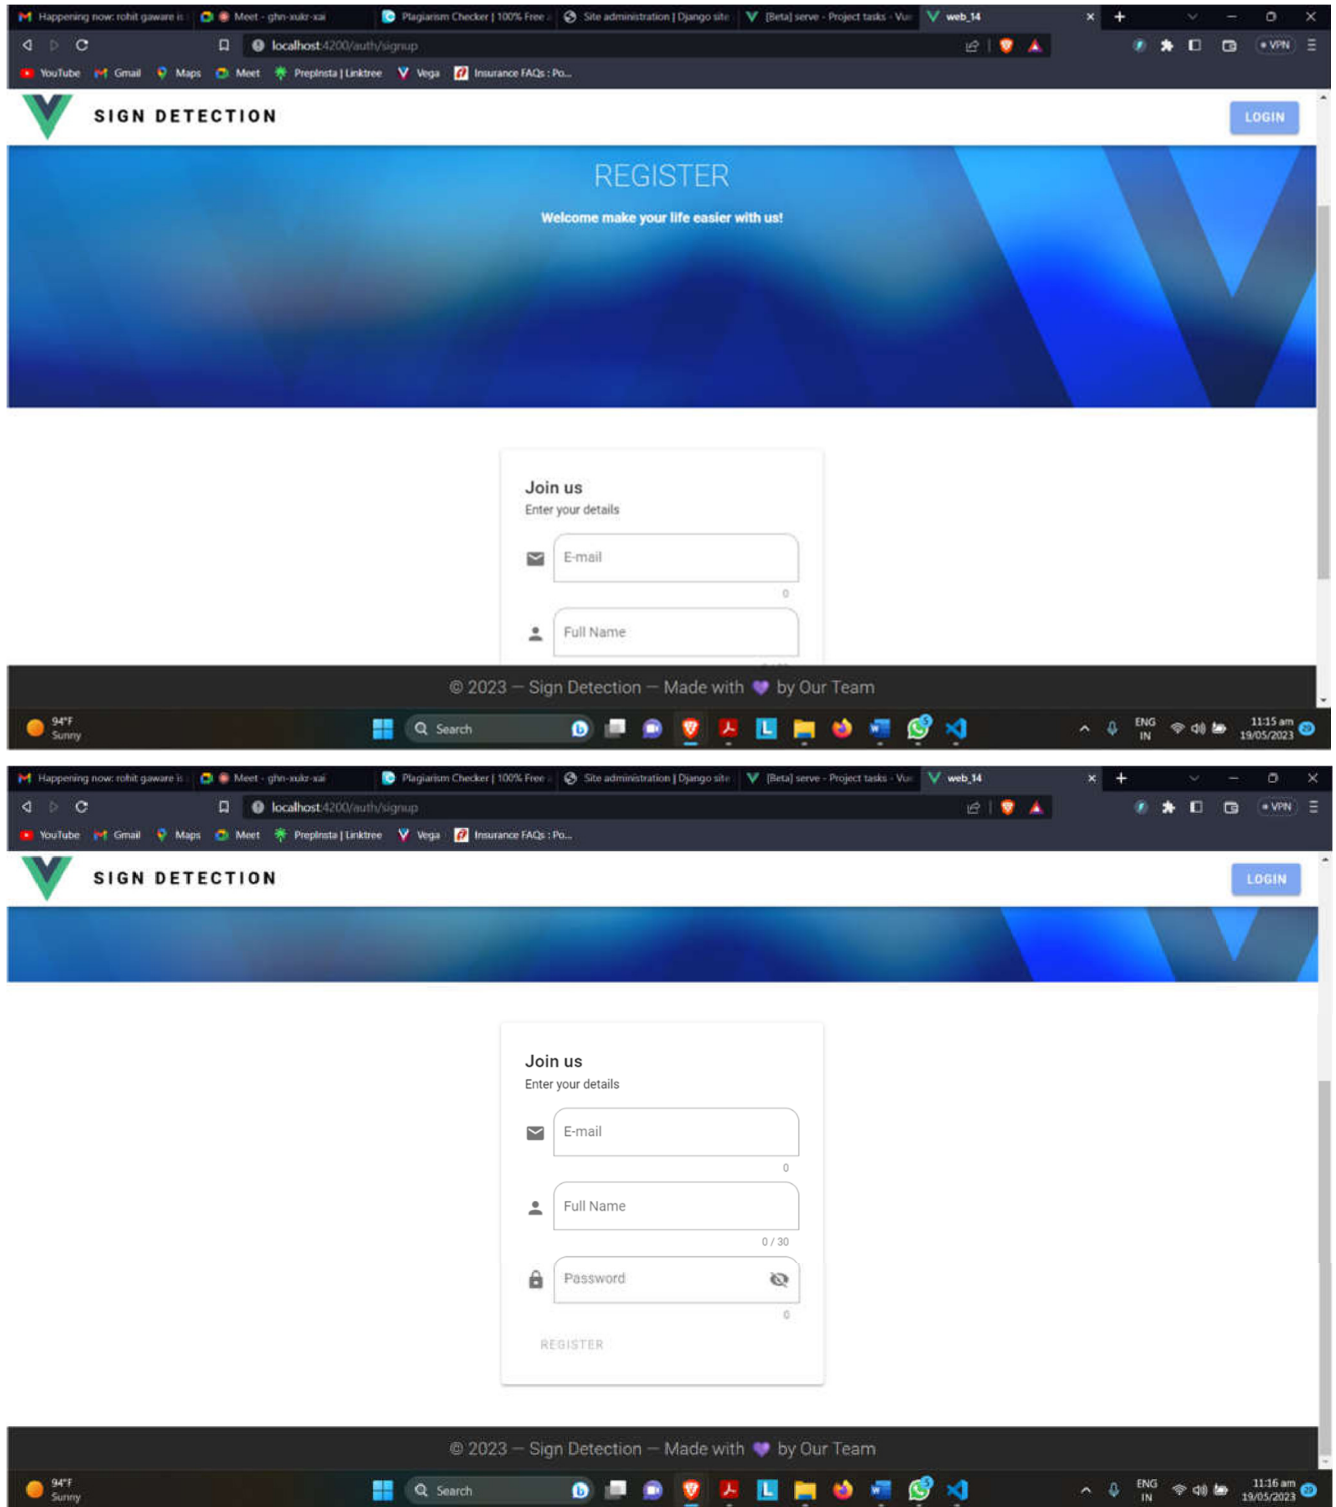 Happening now: rohit gaware is
Meet - ghn-xukr-xai
Plagiarism Checker | 100% Free
Site administration | Django site
[Beta] serve - Project tasks - Vue
web_14
localhost:4200/auth/signup
VPN
YouTube Gmail Maps Meet PrepInsta | Linktree Vega Insurance FAQs : Po...
SIGN DETECTION
LOGIN
REGISTER
Welcome make your life easier with us!
Join us
Enter your details
E-mail
0
Full Name
© 2023 — Sign Detection — Made with 💜 by Our Team
94°F
Sunny
Search
ENG
IN
11:15 am
19/05/2023
Happening now: rohit gaware is
Meet - ghn-xukr-xai
Plagiarism Checker | 100% Free
Site administration | Django site
[Beta] serve - Project tasks - Vue
web_14
localhost:4200/auth/signup
VPN
YouTube Gmail Maps Meet PrepInsta | Linktree Vega Insurance FAQs : Po...
SIGN DETECTION
LOGIN
Join us
Enter your details
E-mail
0
Full Name
0 / 30
Password
0
REGISTER
© 2023 — Sign Detection — Made with 💜 by Our Team
94°F
Sunny
Search
ENG
IN
11:16 am
19/05/2023